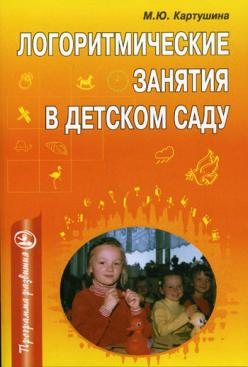 М.Ю. Картушина
ЛОГОРИТМИЧЕСКИЕ
ЗАНЯТИЯ
В ДЕТСКОМ САДУ
Программа развития